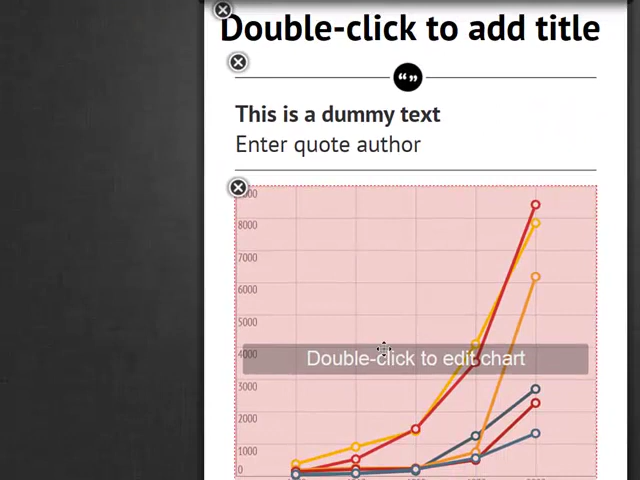 Double-click to add title
“”
This is a dummy text
Enter quote author
8000
7000
6000
5000
4000
Double-click to edit chart
3000
2000
1000
0